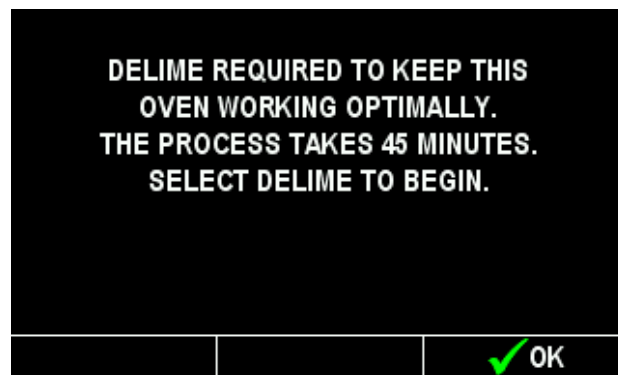 DELIME REQUIRED TO KEEP THIS
OVEN WORKING OPTIMALLY.
THE PROCESS TAKES 45 MINUTES.
SELECT DELIME TO BEGIN.
OK